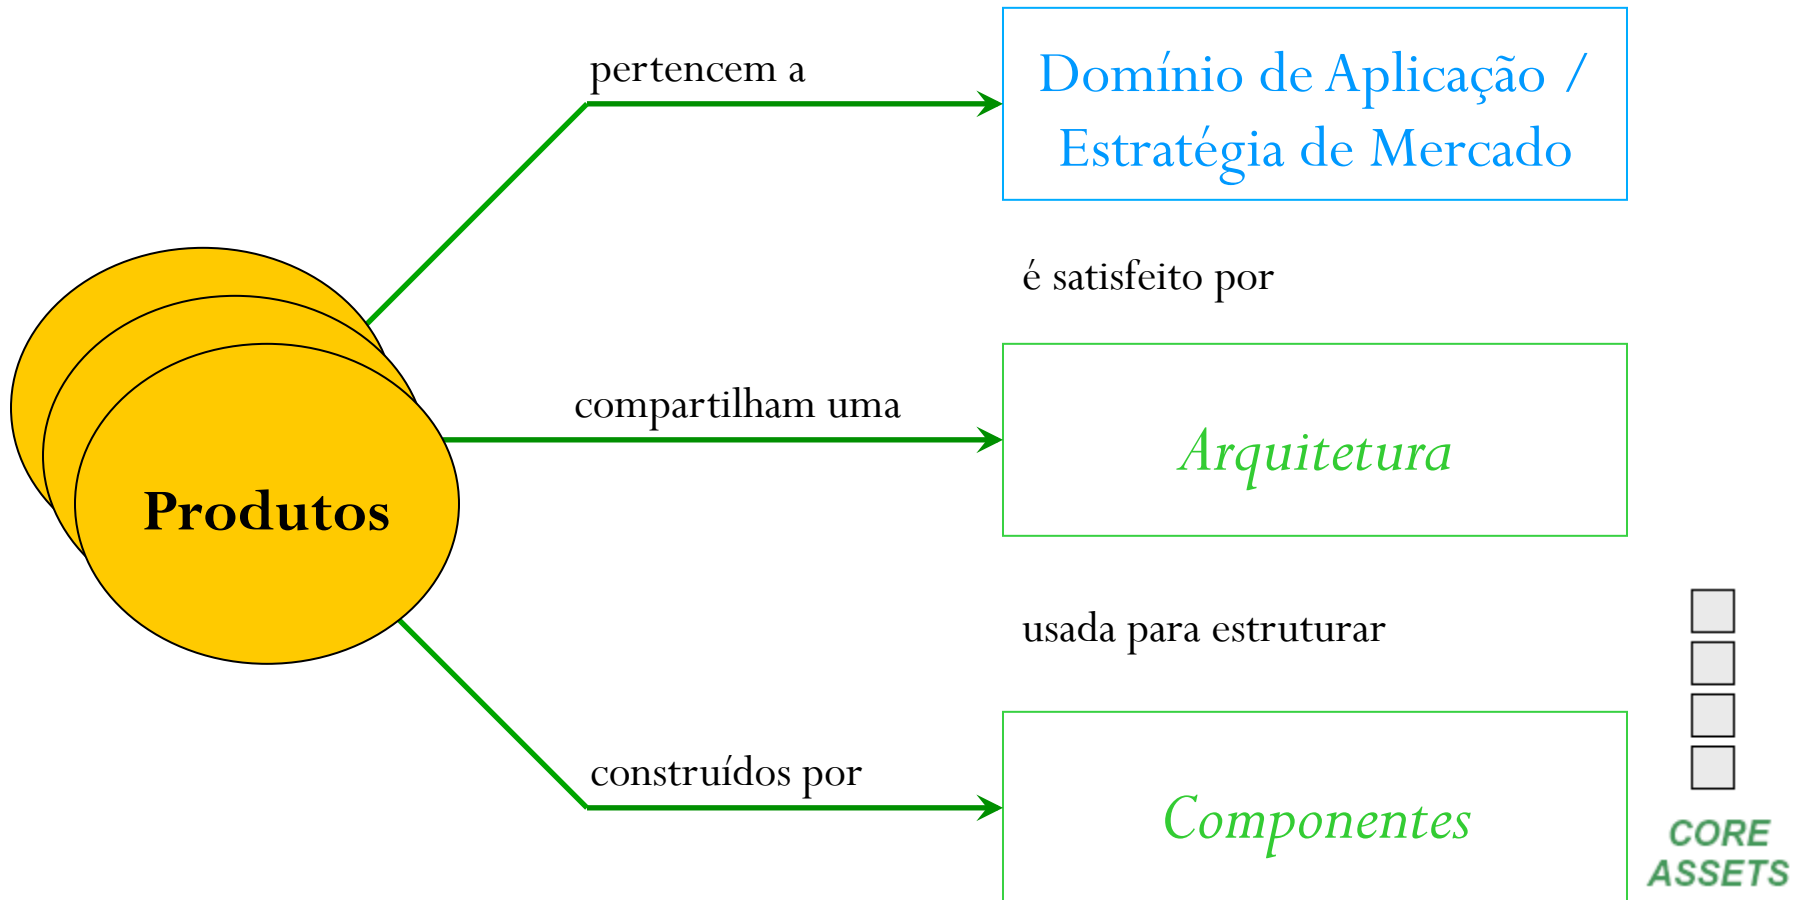 pertencem a
Domínio de Aplicação /
Estratégia de Mercado
é satisfeito por
compartilham uma
Arquitetura
Produtos
usada para estruturar
construídos por
Componentes
CORE
ASSETS